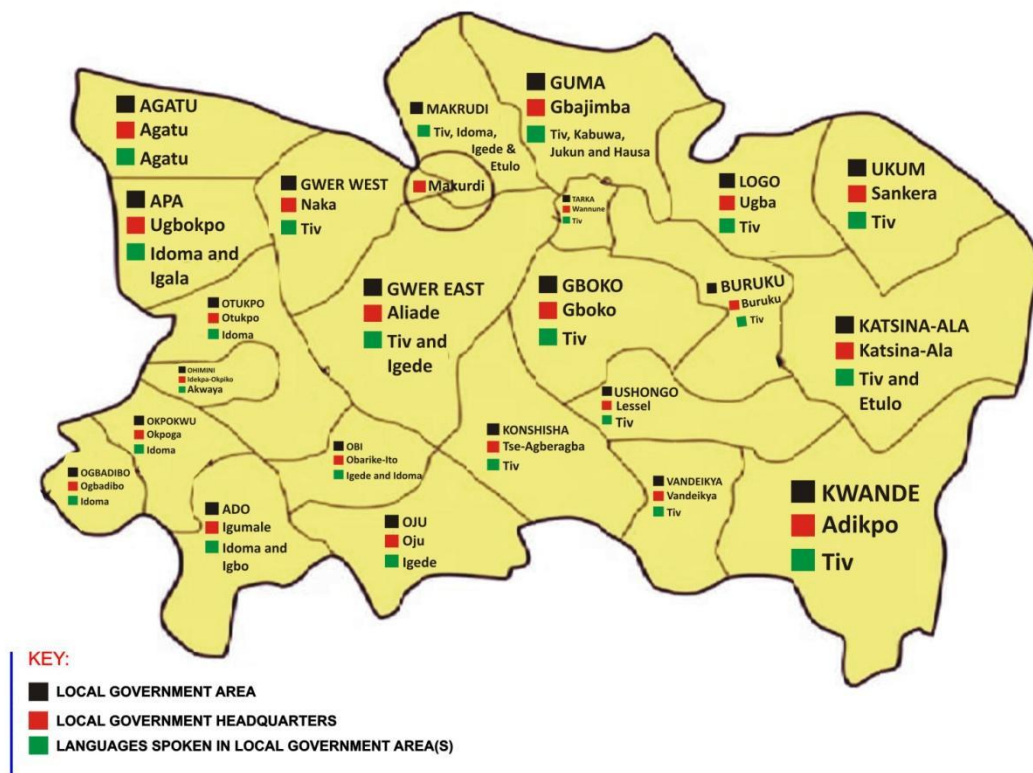 AGATU
Agatu
Agatu
MAKRUDI
Tiv, Idoma,
Igede &
Etulo
Makurdi
GUMA
Gbajimba
Tiv, Kabuwa,
Jukun and Hausa
APA
Ugbokpo
Idoma and
Igala
GWER WEST
Naka
Tiv
TARKA
Wannune
Tiv
LOGO
Ugba
Tiv
UKUM
Sankera
Tiv
OTUKPO
Otukpo
Idoma
GWER EAST
Aliade
Tiv and
Igede
GBOKO
Gboko
Tiv
BURUKU
Buruku
Tiv
KATSINA-ALA
Katsina-Ala
Tiv and
Etulo
OHIMINI
Idekpa-Okpiko
Akwaya
USHONGO
Lessel
Tiv
OKPOKWU
Okpoga
Idoma
OBI
Obarike-Ito
Igede and Idoma
KONSHISHA
Tse-Agberagba
Tiv
OGBADIBO
Ogbadibo
Idoma
VANDEIKYA
Vandeikya
Tiv
KWANDE
Adikpo
Tiv
ADO
Igumale
Idoma and
Igbo
OJU
Oju
Igede
KEY:
LOCAL GOVERNMENT AREA
LOCAL GOVERNMENT HEADQUARTERS
LANGUAGES SPOKEN IN LOCAL GOVERNMENT AREA(S)